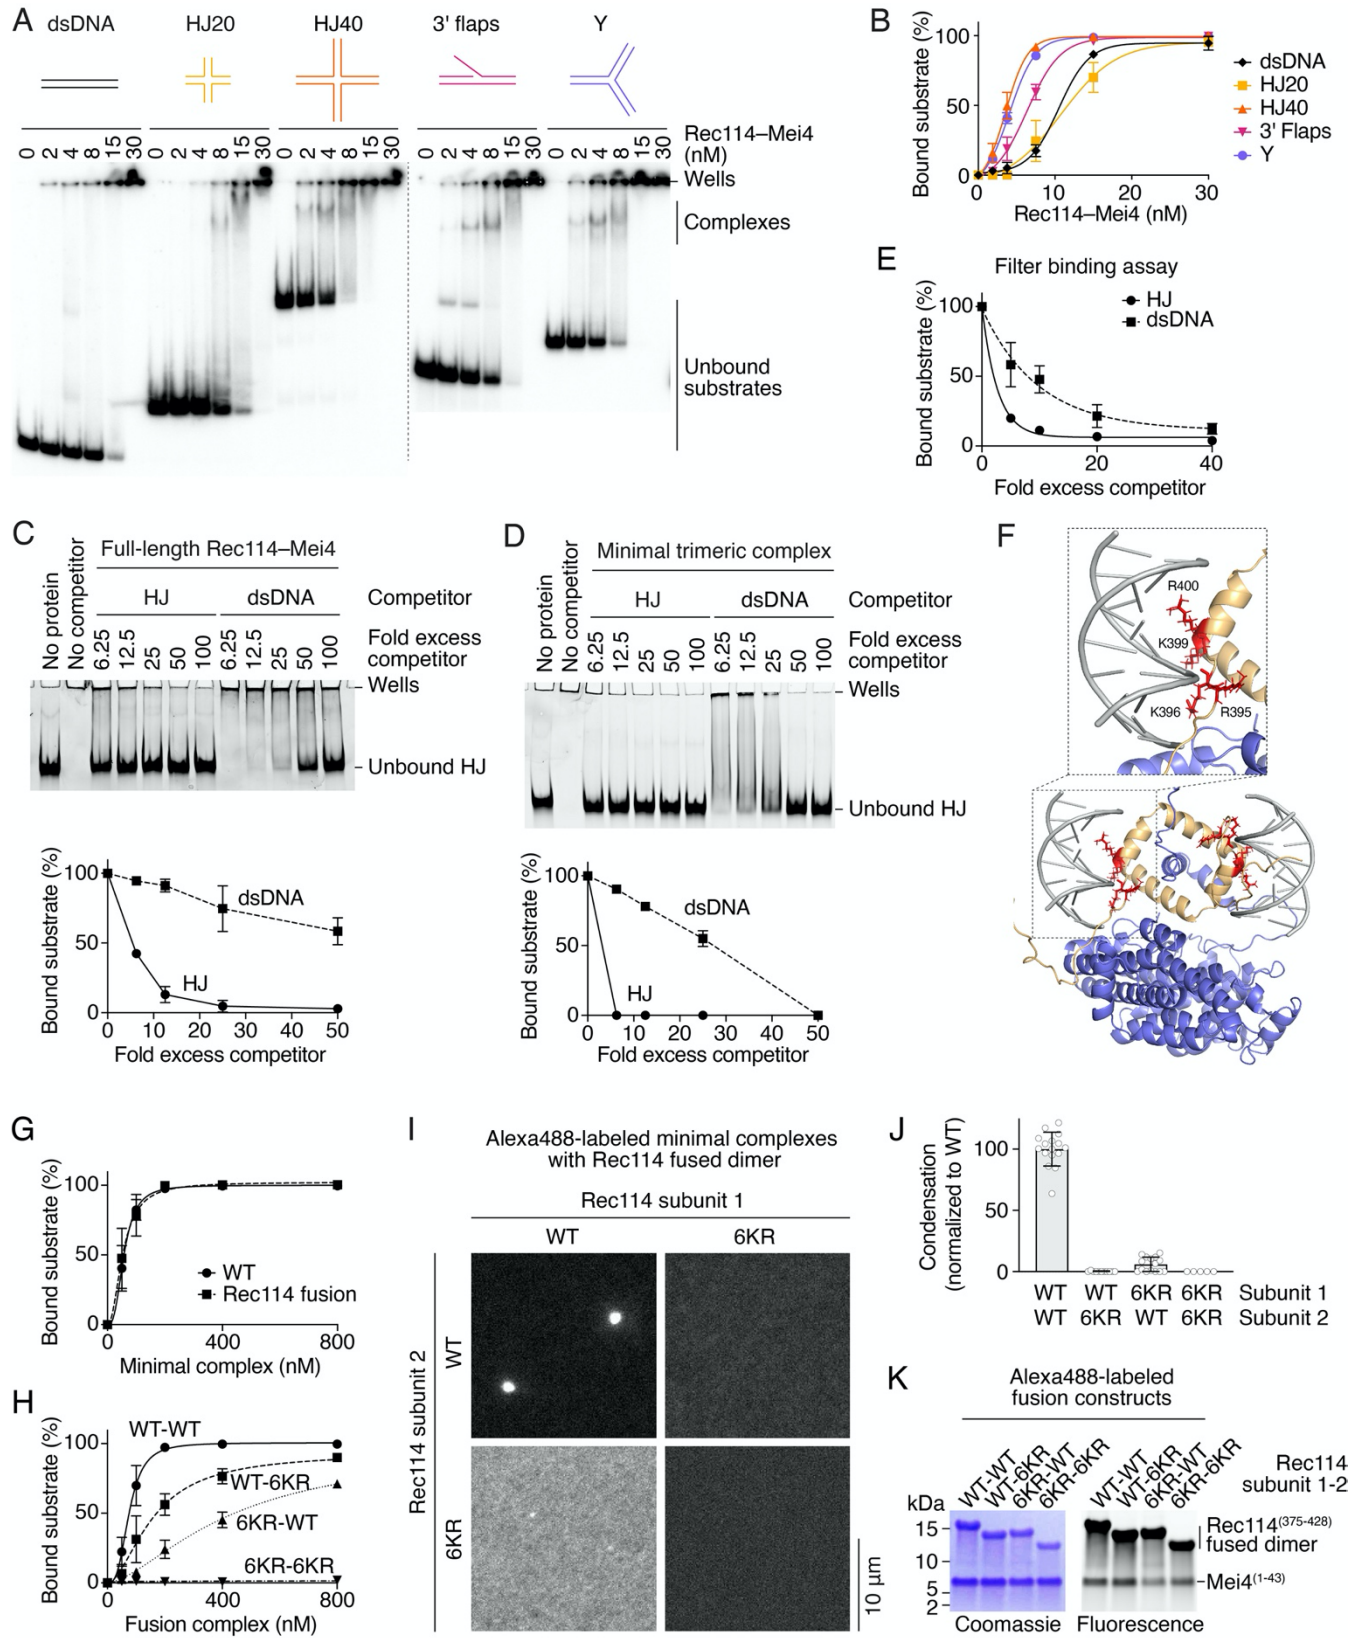 A
dsDNA
HJ20
HJ40
3' flaps
Y
0 2 4 8 15 30
0 2 4 8 15 30
0 2 4 8 15 30
0 2 4 8 15 30
0 2 4 8 15 30
Rec114–Mei4
(nM)
Wells
Complexes
Unbound
substrates
B
Bound substrate (%)
100
50
0
0 10 20 30
Rec114–Mei4 (nM)
dsDNA
HJ20
HJ40
3' Flaps
Y
E
Filter binding assay
Bound substrate (%)
100
50
0
0 20 40
Fold excess competitor
HJ
dsDNA
C
Full-length Rec114–Mei4
No protein
No competitor
HJ
dsDNA
Competitor
6.25 12.5 25 50 100
6.25 12.5 25 50 100
Fold excess
competitor
Wells
Unbound HJ
Bound substrate (%)
100
50
0
dsDNA
HJ
0 10 20 30 40 50
Fold excess competitor
D
Minimal trimeric complex
No protein
No competitor
HJ
dsDNA
Competitor
6.25 12.5 25 50 100
6.25 12.5 25 50 100
Fold excess
competitor
Wells
Unbound HJ
Bound substrate (%)
100
50
0
dsDNA
HJ
0 10 20 30 40 50
Fold excess competitor
F
R400
K399
K396
R395
G
Bound substrate (%)
100
50
0
WT
Rec114 fusion
0 400 800
Minimal complex (nM)
H
Bound substrate (%)
100
50
0
WT-WT
WT-6KR
6KR-WT
6KR-6KR
0 400 800
Fusion complex (nM)
I
Alexa488-labeled minimal complexes
with Rec114 fused dimer
Rec114 subunit 1
WT
6KR
Rec114 subunit 2
WT
6KR
10 μm
J
Condensation
(normalized to WT)
100
50
0
WT WT 6KR 6KR Subunit 1
WT 6KR WT 6KR Subunit 2
K
Alexa488-labeled
fusion constructs
WT-WT
WT-6KR
6KR-WT
6KR-6KR
WT-WT
WT-6KR
6KR-WT
6KR-6KR
Rec114
subunit 1-2
kDa
15
10
5
2
Rec114(375-428)
fused dimer
Mei4(1-43)
Coomassie
Fluorescence